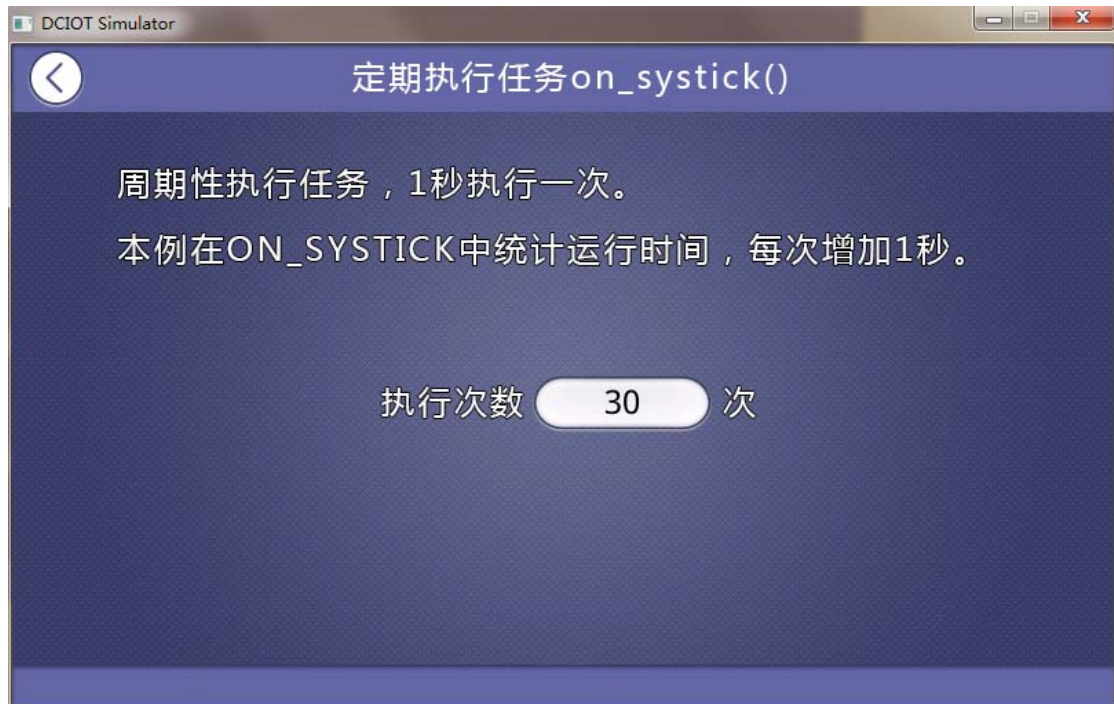 DCIOT Simulator
定期执行任务on_systick()
周期性执行任务，1秒执行一次。
本例在ON_SYSTICK中统计运行时间，每次增加1秒。
执行次数 30 次